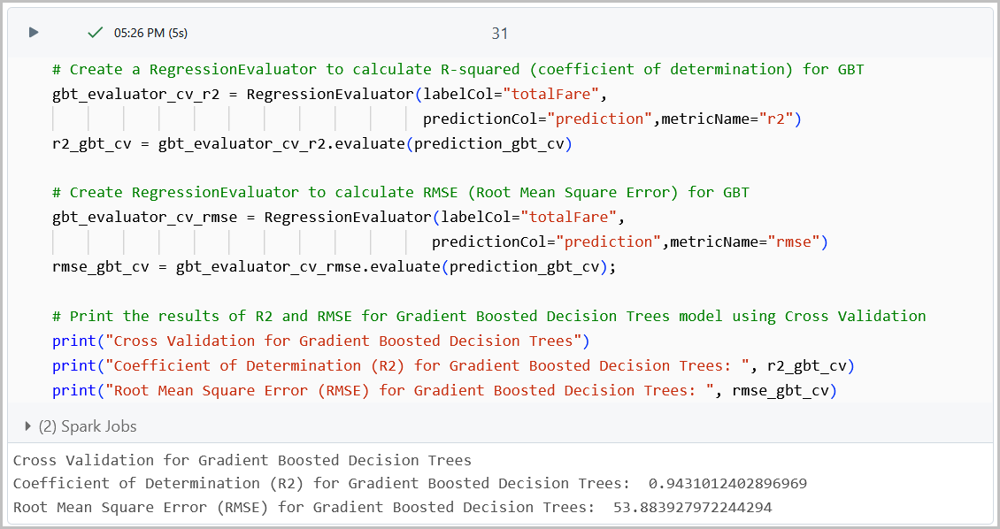 05:26 PM (5s)
31
# Create a RegressionEvaluator to calculate R-squared (coefficient of determination) for GBT
gbt_evaluator_cv_r2 = RegressionEvaluator(labelCol="totalFare",
predictionCol="prediction",metricName="r2")
r2_gbt_cv = gbt_evaluator_cv_r2.evaluate(prediction_gbt_cv)
# Create RegressionEvaluator to calculate RMSE (Root Mean Square Error) for GBT
gbt_evaluator_cv_rmse = RegressionEvaluator(labelCol="totalFare",
predictionCol="prediction",metricName="rmse")
rmse_gbt_cv = gbt_evaluator_cv_rmse.evaluate(prediction_gbt_cv);
# Print the results of R2 and RMSE for Gradient Boosted Decision Trees model using Cross Validation
print("Cross Validation for Gradient Boosted Decision Trees")
print("Coefficient of Determination (R2) for Gradient Boosted Decision Trees: ", r2_gbt_cv)
print("Root Mean Square Error (RMSE) for Gradient Boosted Decision Trees: ", rmse_gbt_cv)
(2) Spark Jobs
Cross Validation for Gradient Boosted Decision Trees
Coefficient of Determination (R2) for Gradient Boosted Decision Trees:  0.9431012402896969
Root Mean Square Error (RMSE) for Gradient Boosted Decision Trees:  53.883927972244294